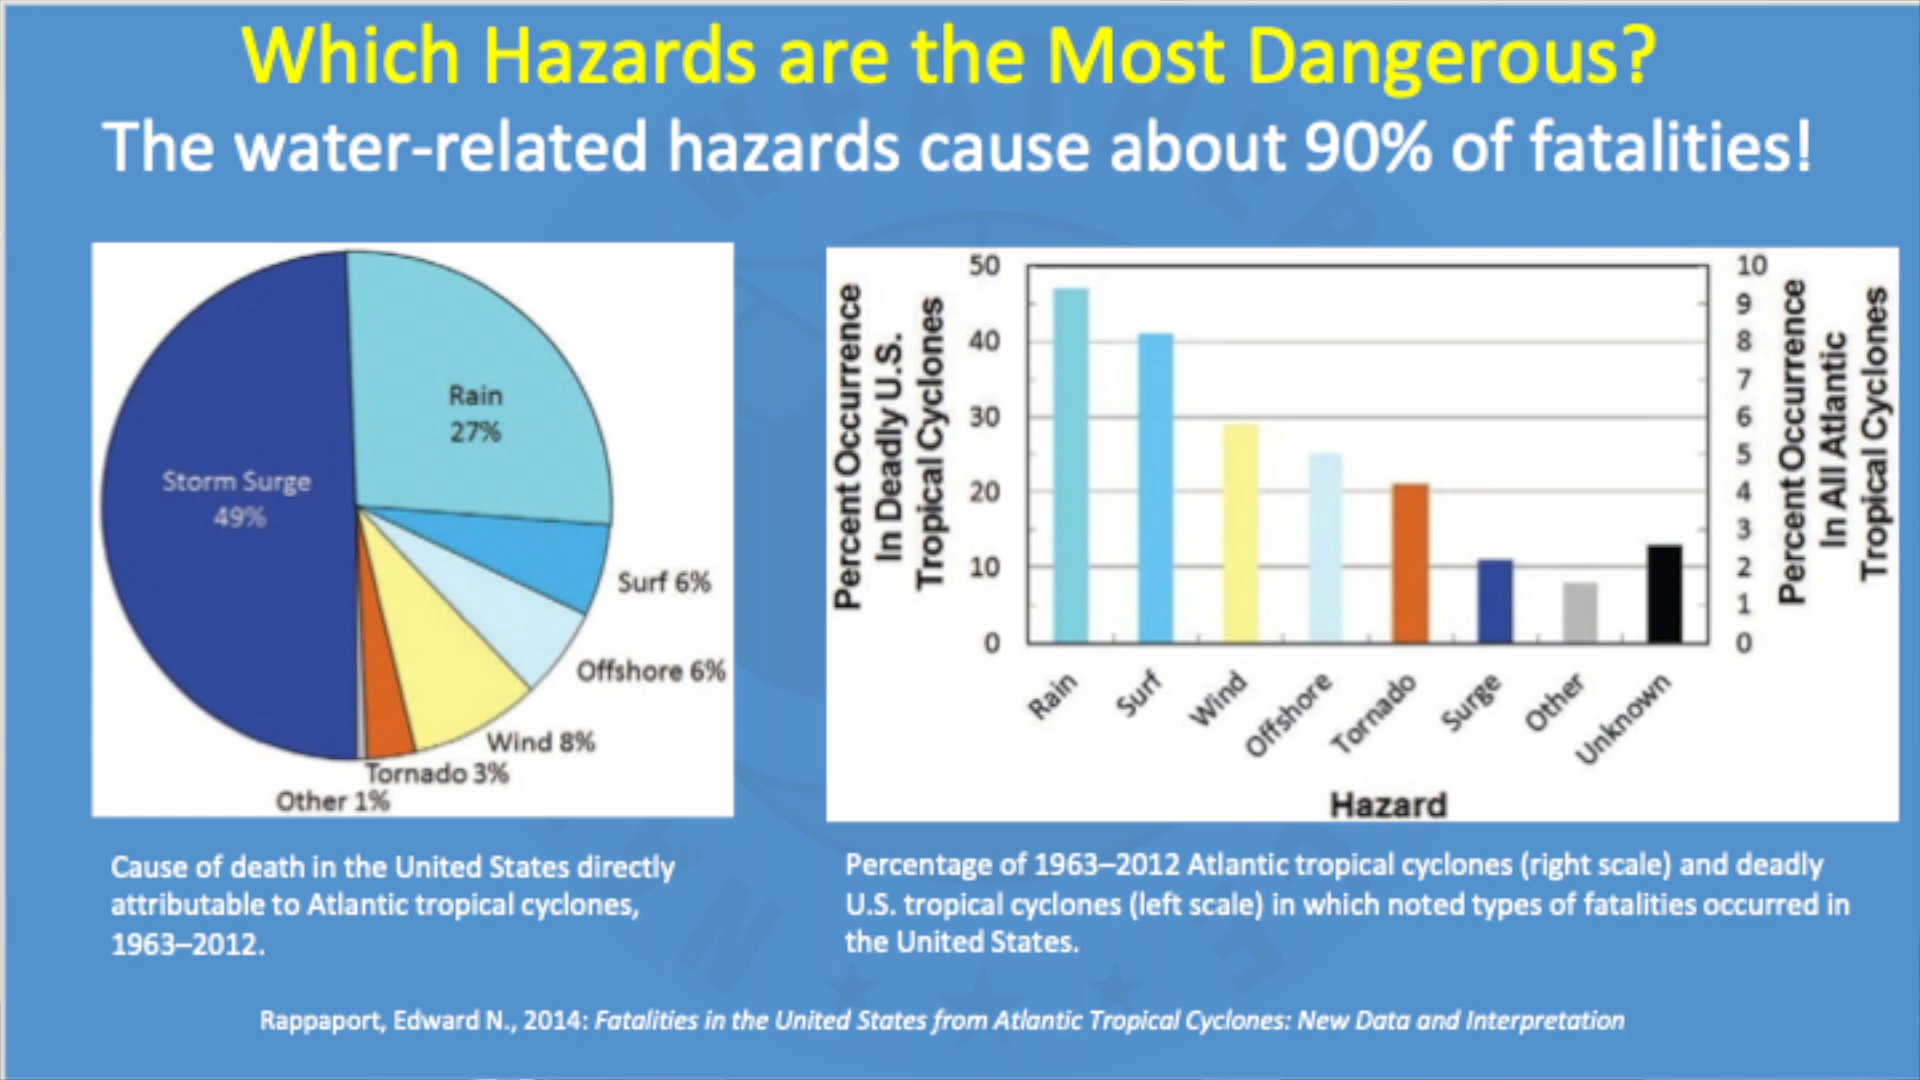 Which Hazards are the Most Dangerous?
The water-related hazards cause about 90% of fatalities!
Rain
27%
Storm Surge
49%
Surf 6%
Offshore 6%
Wind 8%
Tornado 3%
Other 1%
Percent Occurrence
In Deadly U.S.
Tropical Cyclones
50
40
30
20
10
0
10
9
8
7
6
5
4
3
2
1
0
Percent Occurrence
In All Atlantic
Tropical Cyclones
Rain
Surf
Wind
Offshore
Tornado
Surge
Other
Unknown
Hazard
Cause of death in the United States directly
attributable to Atlantic tropical cyclones,
1963–2012.
Percentage of 1963–2012 Atlantic tropical cyclones (right scale) and deadly
U.S. tropical cyclones (left scale) in which noted types of fatalities occurred in
the United States.
Rappaport, Edward N., 2014: Fatalities in the United States from Atlantic Tropical Cyclones: New Data and Interpretation